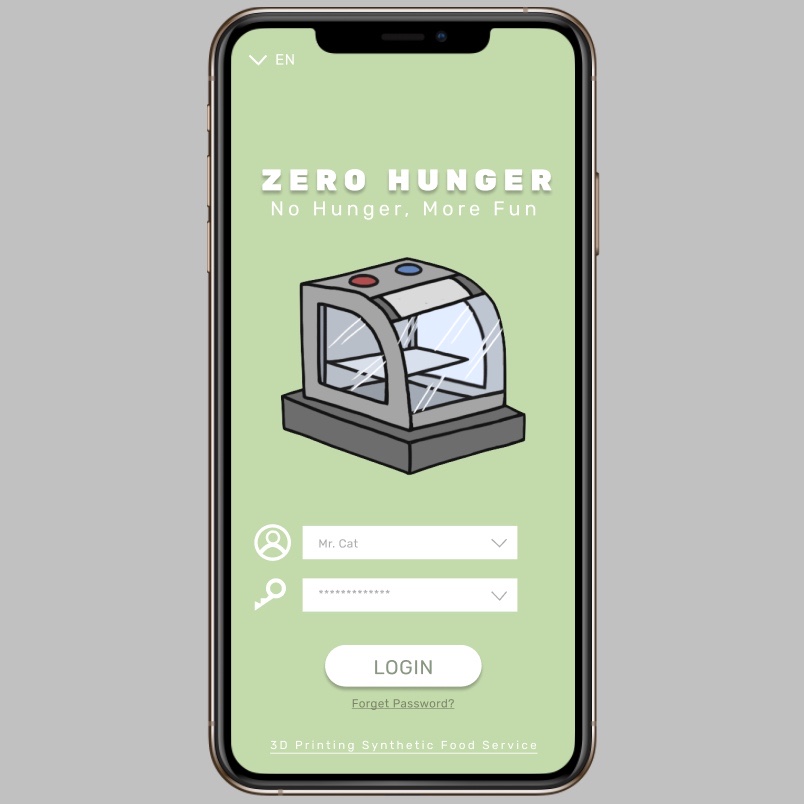 EN
ZERO HUNGER
No Hunger, More Fun
Mr. Cat
*************
LOGIN
Forget Password?
3D Printing Synthetic Food Service